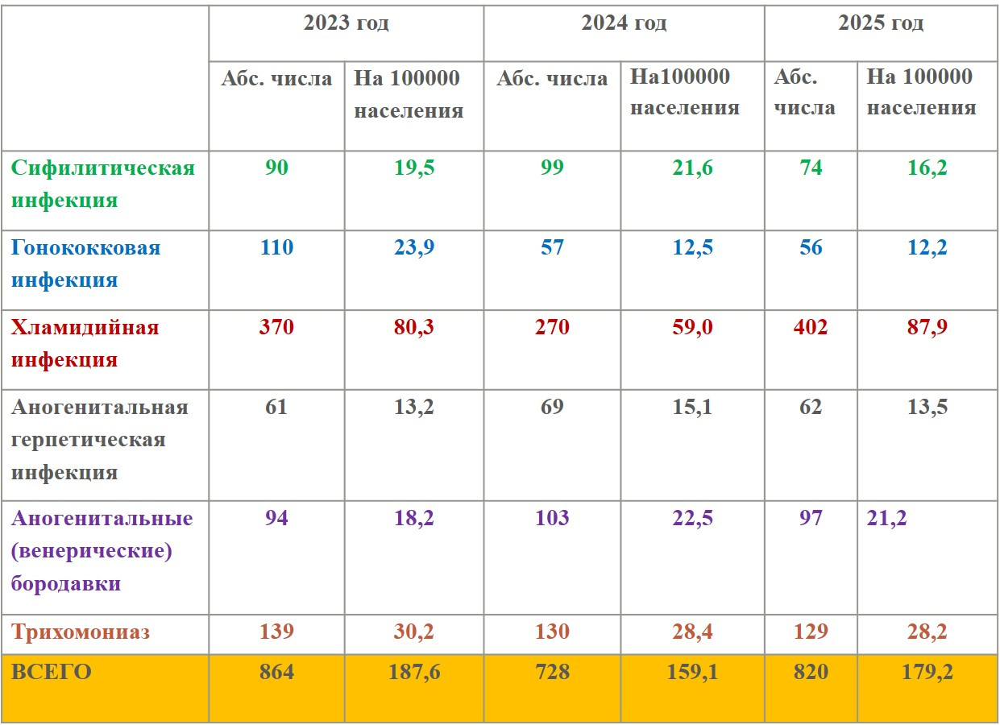 2023 год 2024 год 2025 год
Абс. числа На 100000 населения Абс. числа На100000 населения Абс. числа На 100000 населения
Сифилитическая инфекция 90 19,5 99 21,6 74 16,2
Гонококковая инфекция 110 23,9 57 12,5 56 12,2
Хламидийная инфекция 370 80,3 270 59,0 402 87,9
Аногенитальная герпетическая инфекция 61 13,2 69 15,1 62 13,5
Аногенитальные (венерические) бородавки 94 18,2 103 22,5 97 21,2
Трихомониаз 139 30,2 130 28,4 129 28,2
ВСЕГО 864 187,6 728 159,1 820 179,2